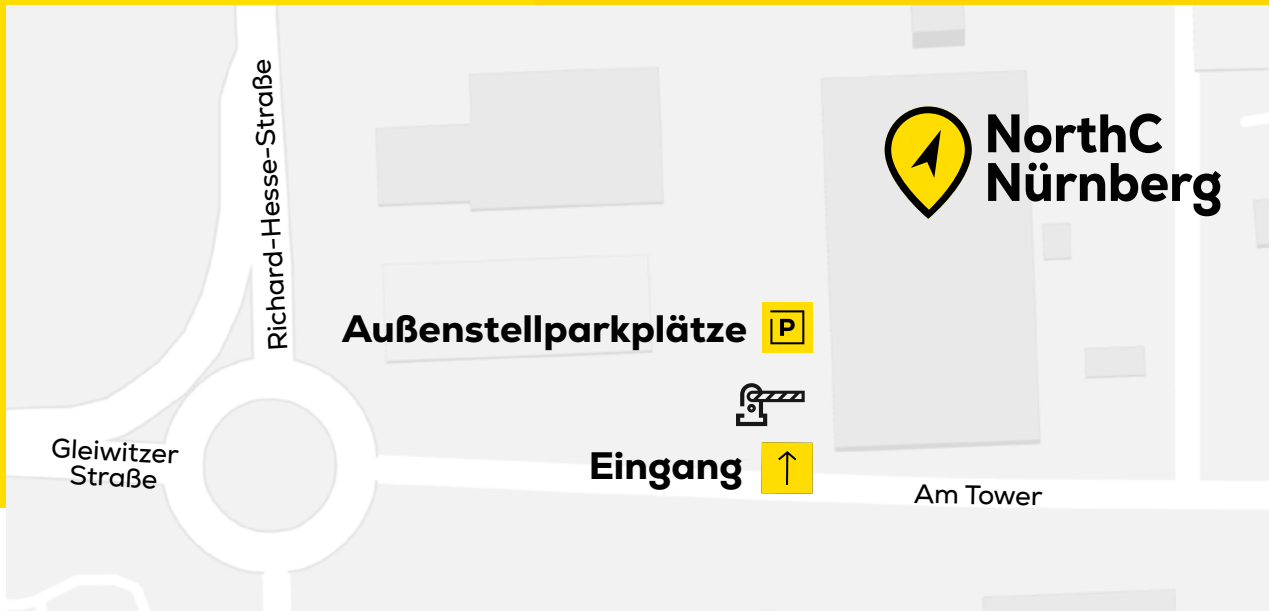 Richard-Hesse-Straße
NorthC
Nürnberg
Außenstellparkplätze
P
Gleiwitzer
Straße
Eingang
Am Tower